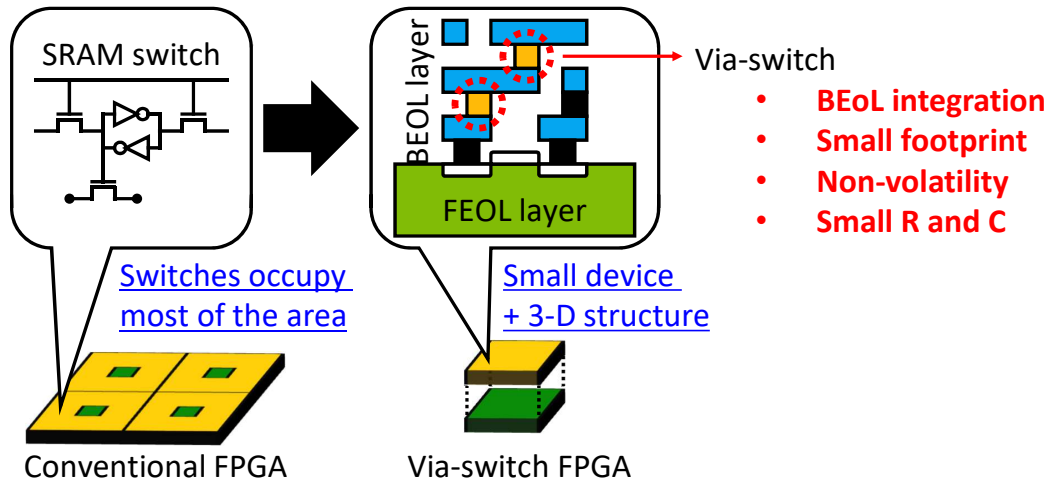 SRAM switch
BEOL layer
FEOL layer
Via-switch
• BEoL integration
• Small footprint
• Non-volatility
• Small R and C
Switches occupy
most of the area
Small device
+ 3-D structure
Conventional FPGA
Via-switch FPGA